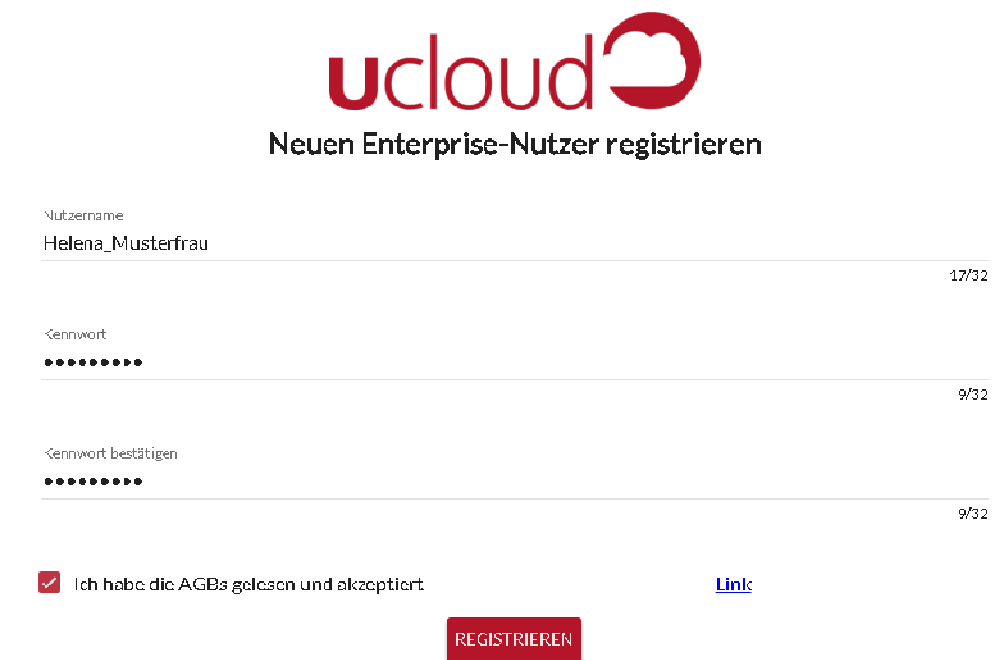 ucloud
Neuen Enterprise-Nutzer registrieren
Nutzername
Helena_Musterfrau
17/32
Kennwort
•••••••••
9/32
Kennwort bestätigen
•••••••••
9/32
Ich habe die AGBs gelesen und akzeptiert Link
REGISTRIEREN